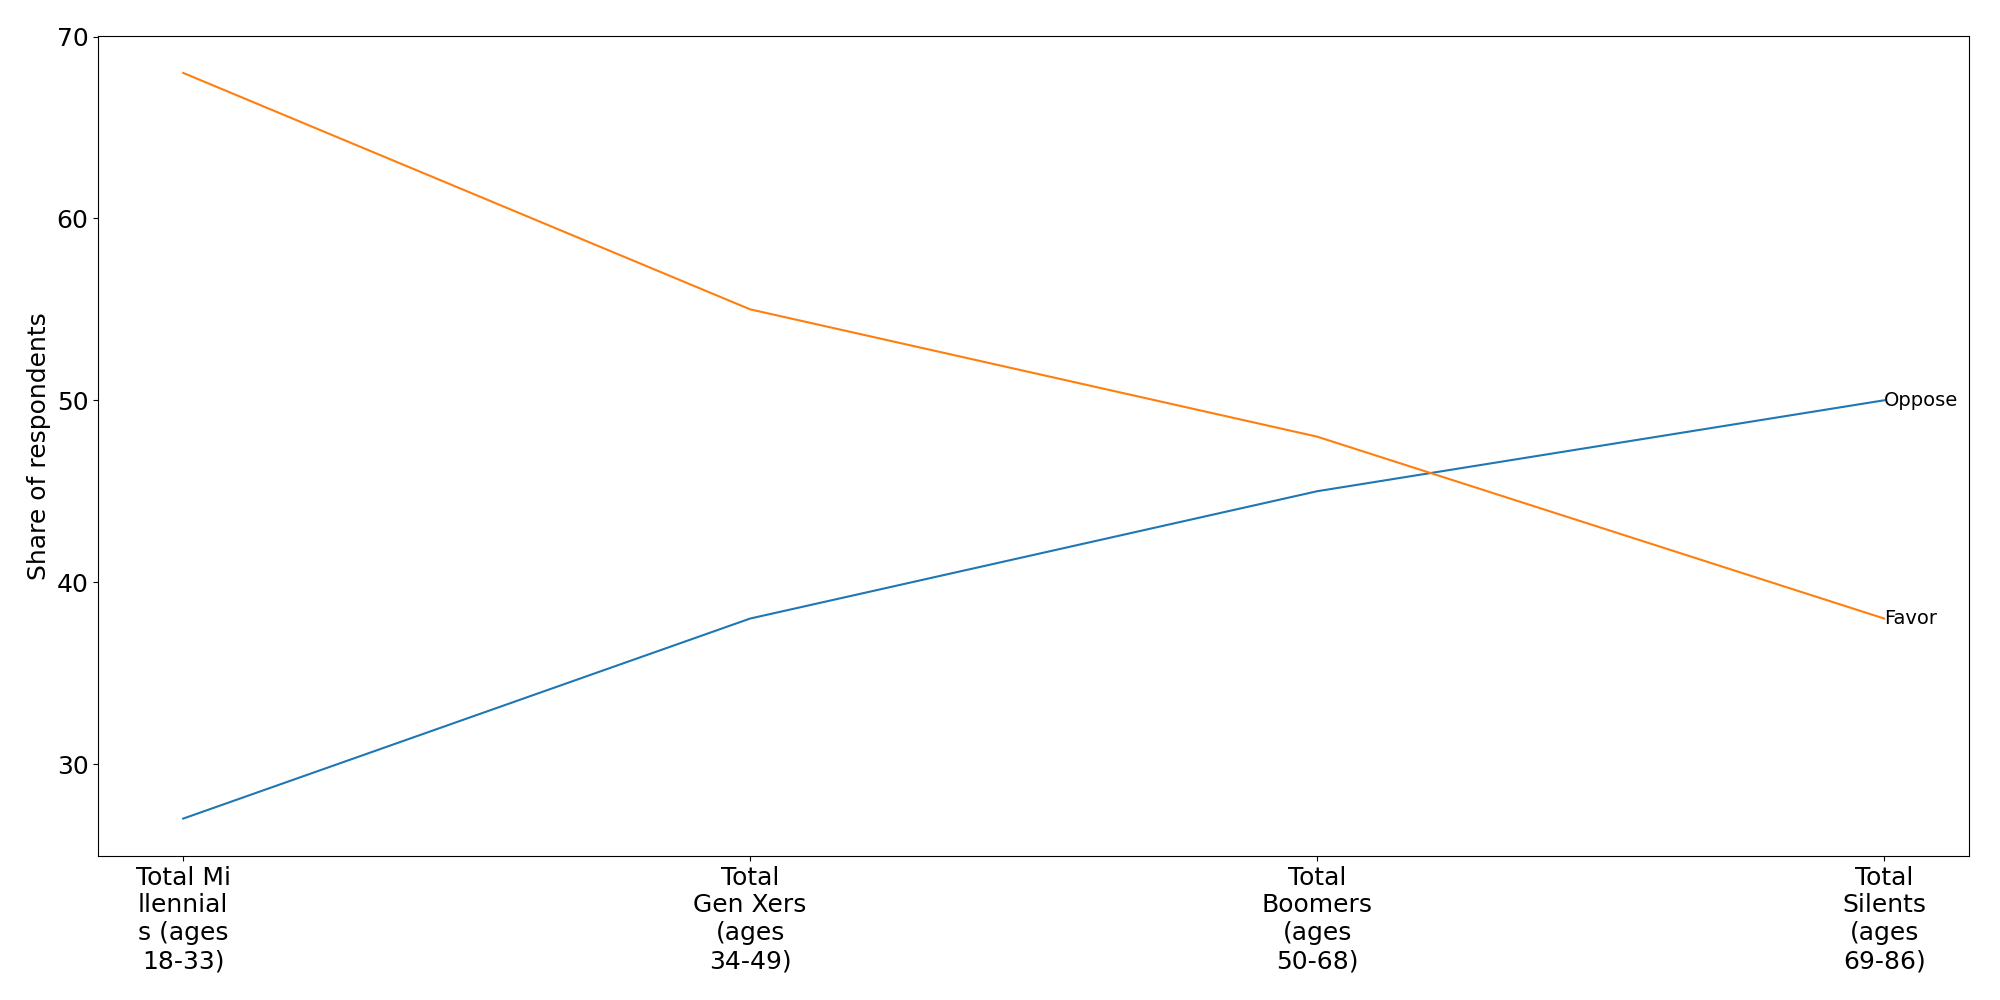 70
60
50
40
30
Share of respondents
Oppose
Favor
Total Mi
llennial
s (ages
18-33)
Total
Gen Xers
(ages
34-49)
Total
Boomers
(ages
50-68)
Total
Silents
(ages
69-86)